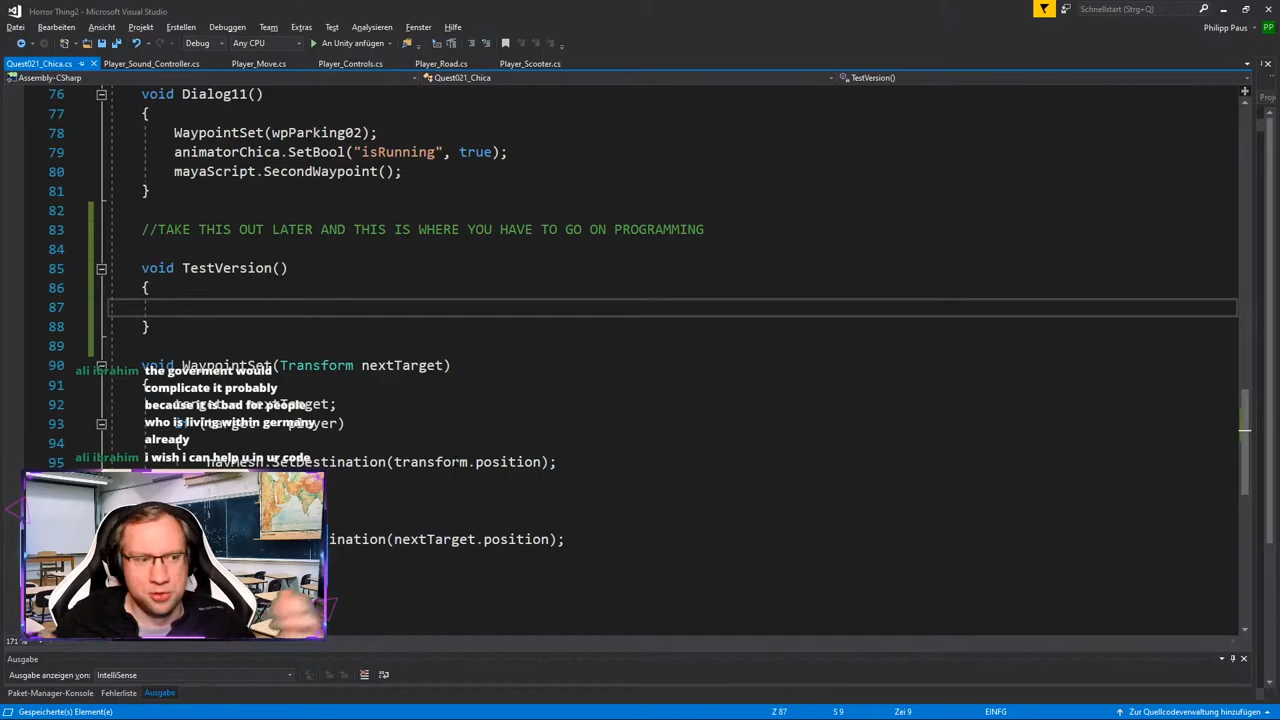 Horror Thing2 - Microsoft Visual Studio
Schnellstart (Strg+Q)
Datei Bearbeiten Ansicht Projekt Erstellen Debuggen Team Extras Test Analysieren Fenster Hilfe
Philipp Paus PP
Debug Any CPU An Unity anfügen
Quest021_Chica.cs Player_Sound_Controller.cs Player_Move.cs Player_Controls.cs Player_Road.cs Player_Scooter.cs
Assembly-CSharp Quest021_Chica TestVersion()
Proj
76 void Dialog11()
77 {
78 WaypointSet(wpParking02);
79 animatorChica.SetBool("isRunning", true);
80 mayaScript.SecondWaypoint();
81 }
82
83 //TAKE THIS OUT LATER AND THIS IS WHERE YOU HAVE TO GO ON PROGRAMMING
84
85 void TestVersion()
86 {
87
88 }
89
90 void WaypointSet(Transform nextTarget)
91 {
92 nextTarget;
93 player)
94
95 navMesh.SetDestination(transform.position);
ination(nextTarget.position);
ali ibrahim the goverment would
complicate it probably
because it is bad for people
who is living within germany
already
ali ibrahim i wish i can help u in ur code
171 %
Ausgabe
Ausgabe anzeigen von: IntelliSense
Paket-Manager-Konsole Fehlerliste Ausgabe
Gespeicherte(s) Element(e) Z 87 S 9 Zei 9 EINFG Zur Quellcodeverwaltung hinzufügen